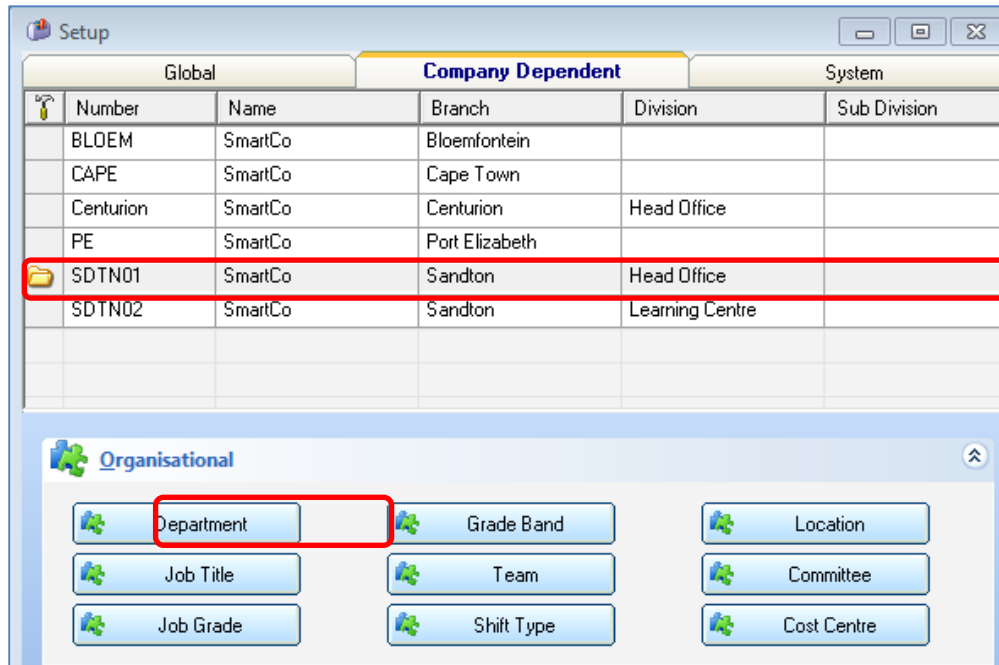 Setup
Global Company Dependent System
Number Name Branch Division Sub Division
BLOEM SmartCo Bloemfontein
CAPE SmartCo Cape Town
Centurion SmartCo Centurion Head Office
PE SmartCo Port Elizabeth
SDTN01 SmartCo Sandton Head Office
SDTN02 SmartCo Sandton Learning Centre
Organisational
Department Grade Band Location
Job Title Team Committee
Job Grade Shift Type Cost Centre